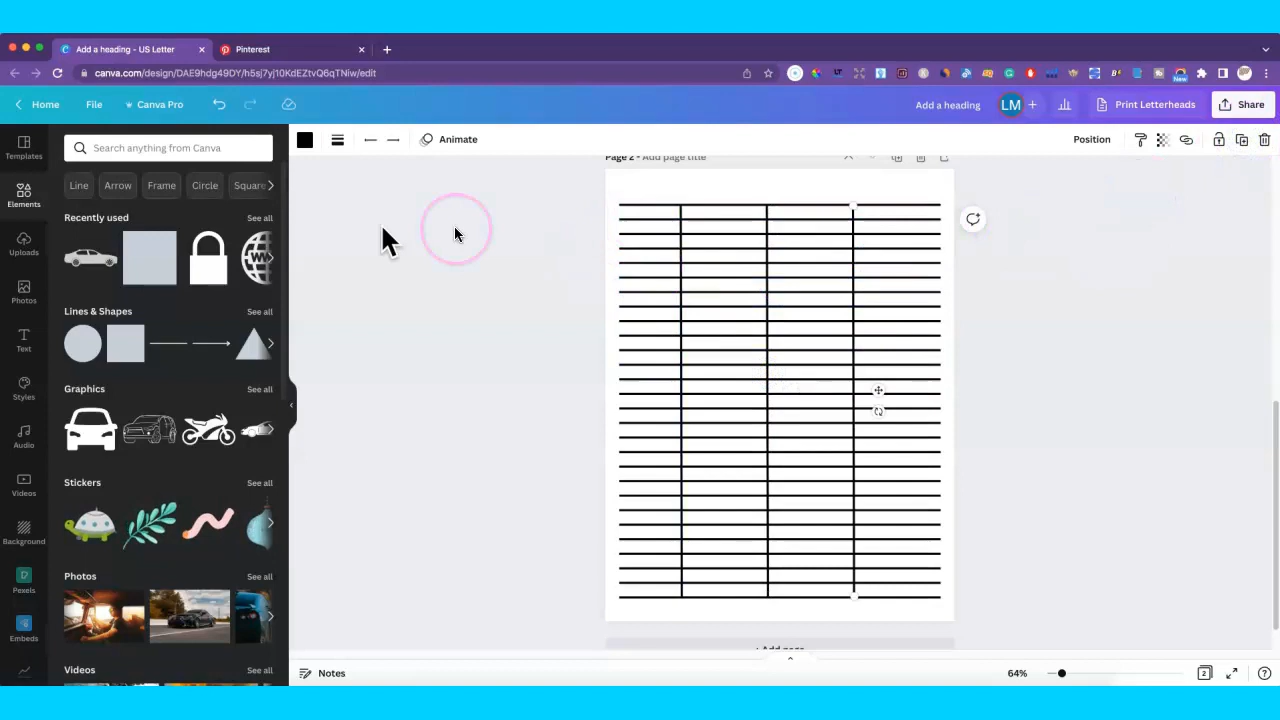 Add a heading - US Letter
Pinterest
canva.com/design/DAE9hdg49DY/h5sj7yj10KdEZtvQ6qTNiw/edit
New
Home
File
Canva Pro
Add a heading
LM
Print Letterheads
Share
Templates
Elements
Uploads
Photos
Text
Styles
Audio
Videos
Background
Pexels
Embeds
Search anything from Canva
Line
Arrow
Frame
Circle
Square
Recently used
See all
Lines & Shapes
See all
Graphics
See all
Stickers
See all
Photos
See all
Videos
See all
Animate
Position
Page 2 - Add page title
+ Add page
Notes
64%
2